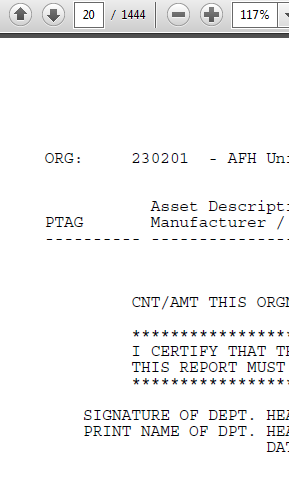 20 / 1444 117%
ORG: 230201 - AFH Uni
Asset Descripti
PTAG Manufacturer /
---------- ---------------
CNT/AMT THIS ORGN
*****************
I CERTIFY THAT TH
THIS REPORT MUST
*****************
SIGNATURE OF DEPT. HEA
PRINT NAME OF DPT. HEA
DAT